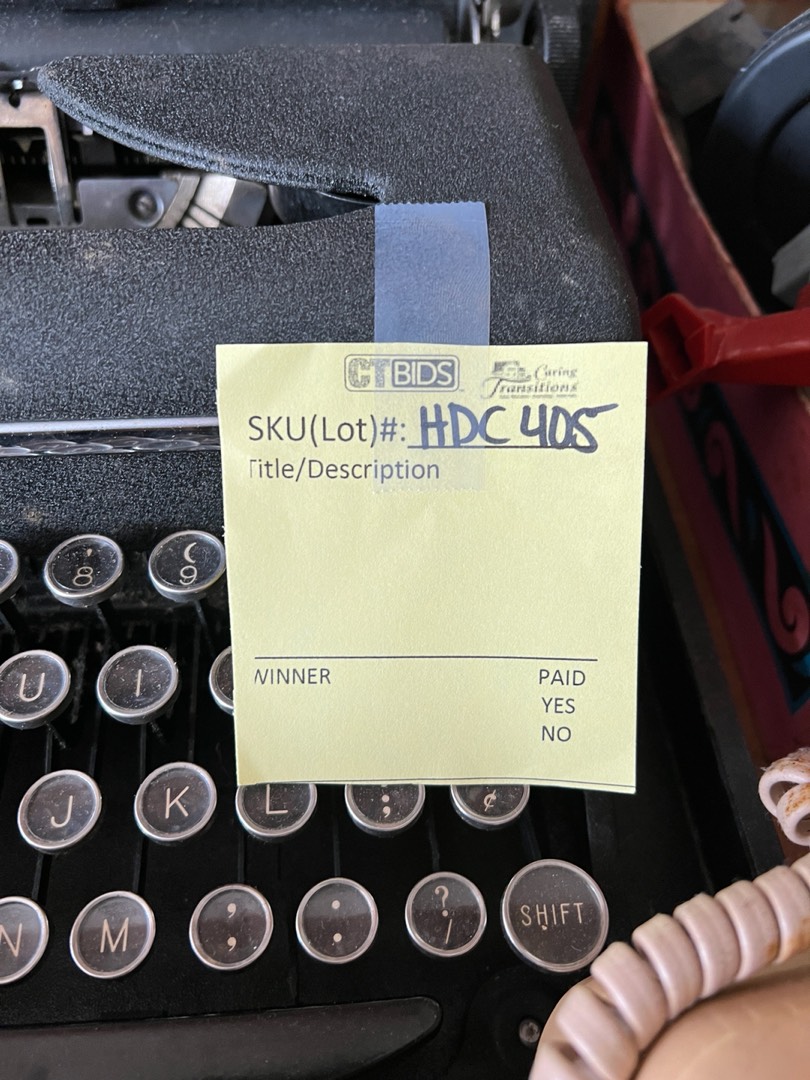 CTBIDS Caring Transitions
SKU(Lot)#: HDC 405
Title/Description
WINNER PAID
YES
NO
' 8 ( 9
U I
J K L : ; ¢
N M , , . . ? / SHIFT